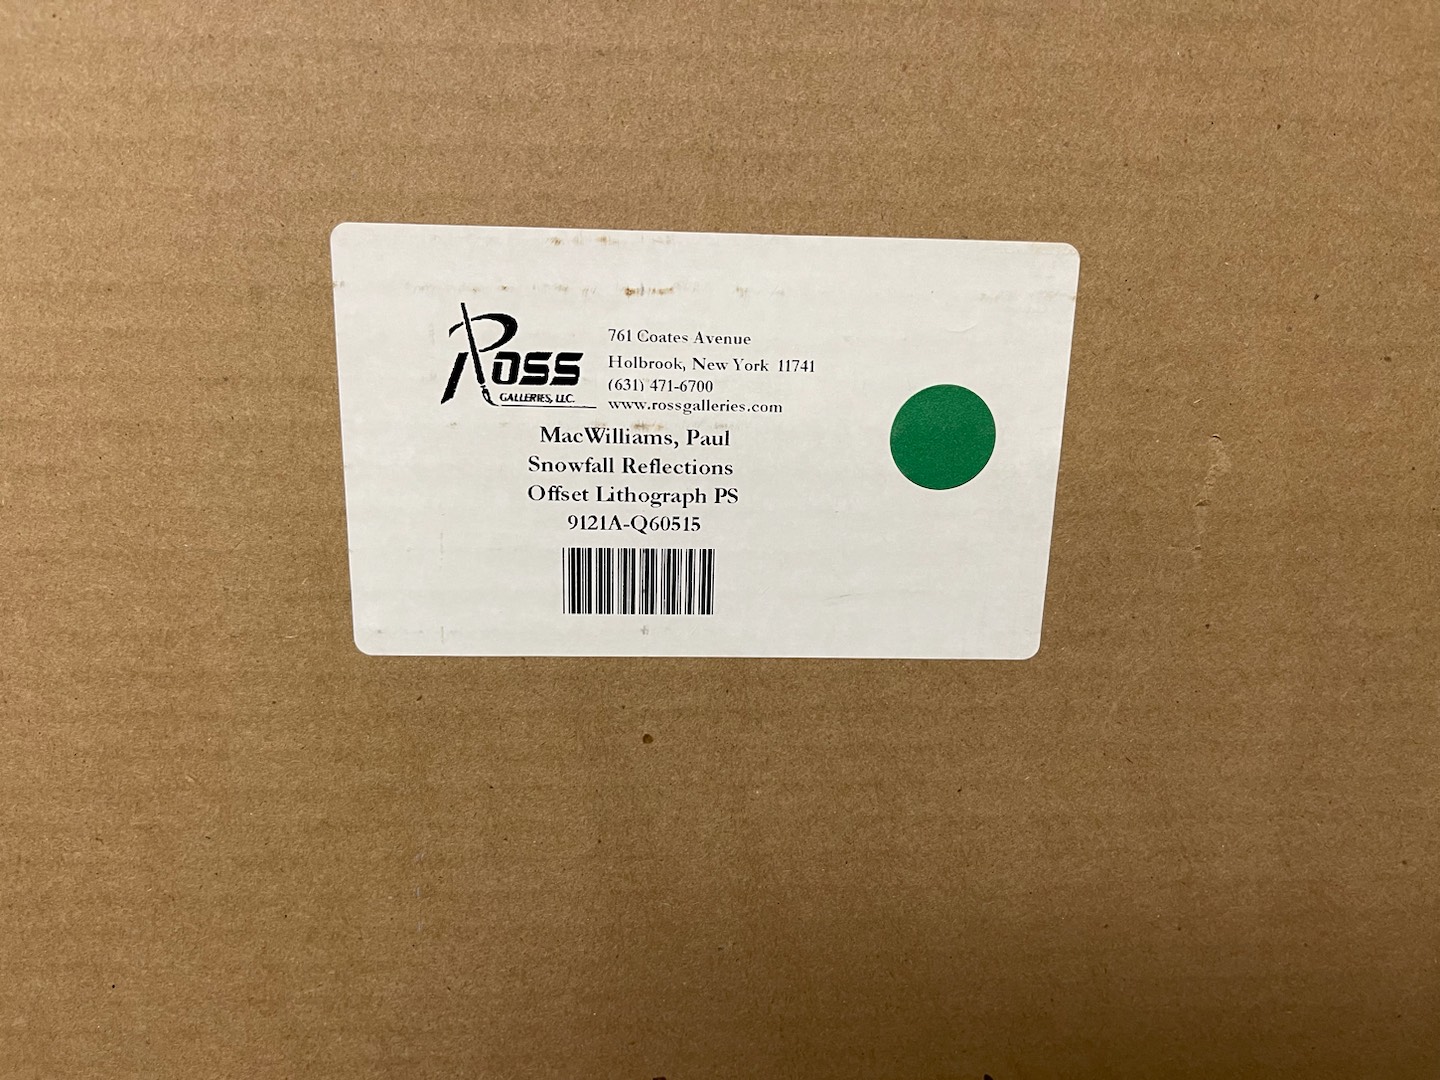 Ross
GALLERIES, LLC.
761 Coates Avenue
Holbrook, New York 11741
(631) 471-6700
www.rossgalleries.com
MacWilliams, Paul
Snowfall Reflections
Offset Lithograph PS
9121A-Q60515